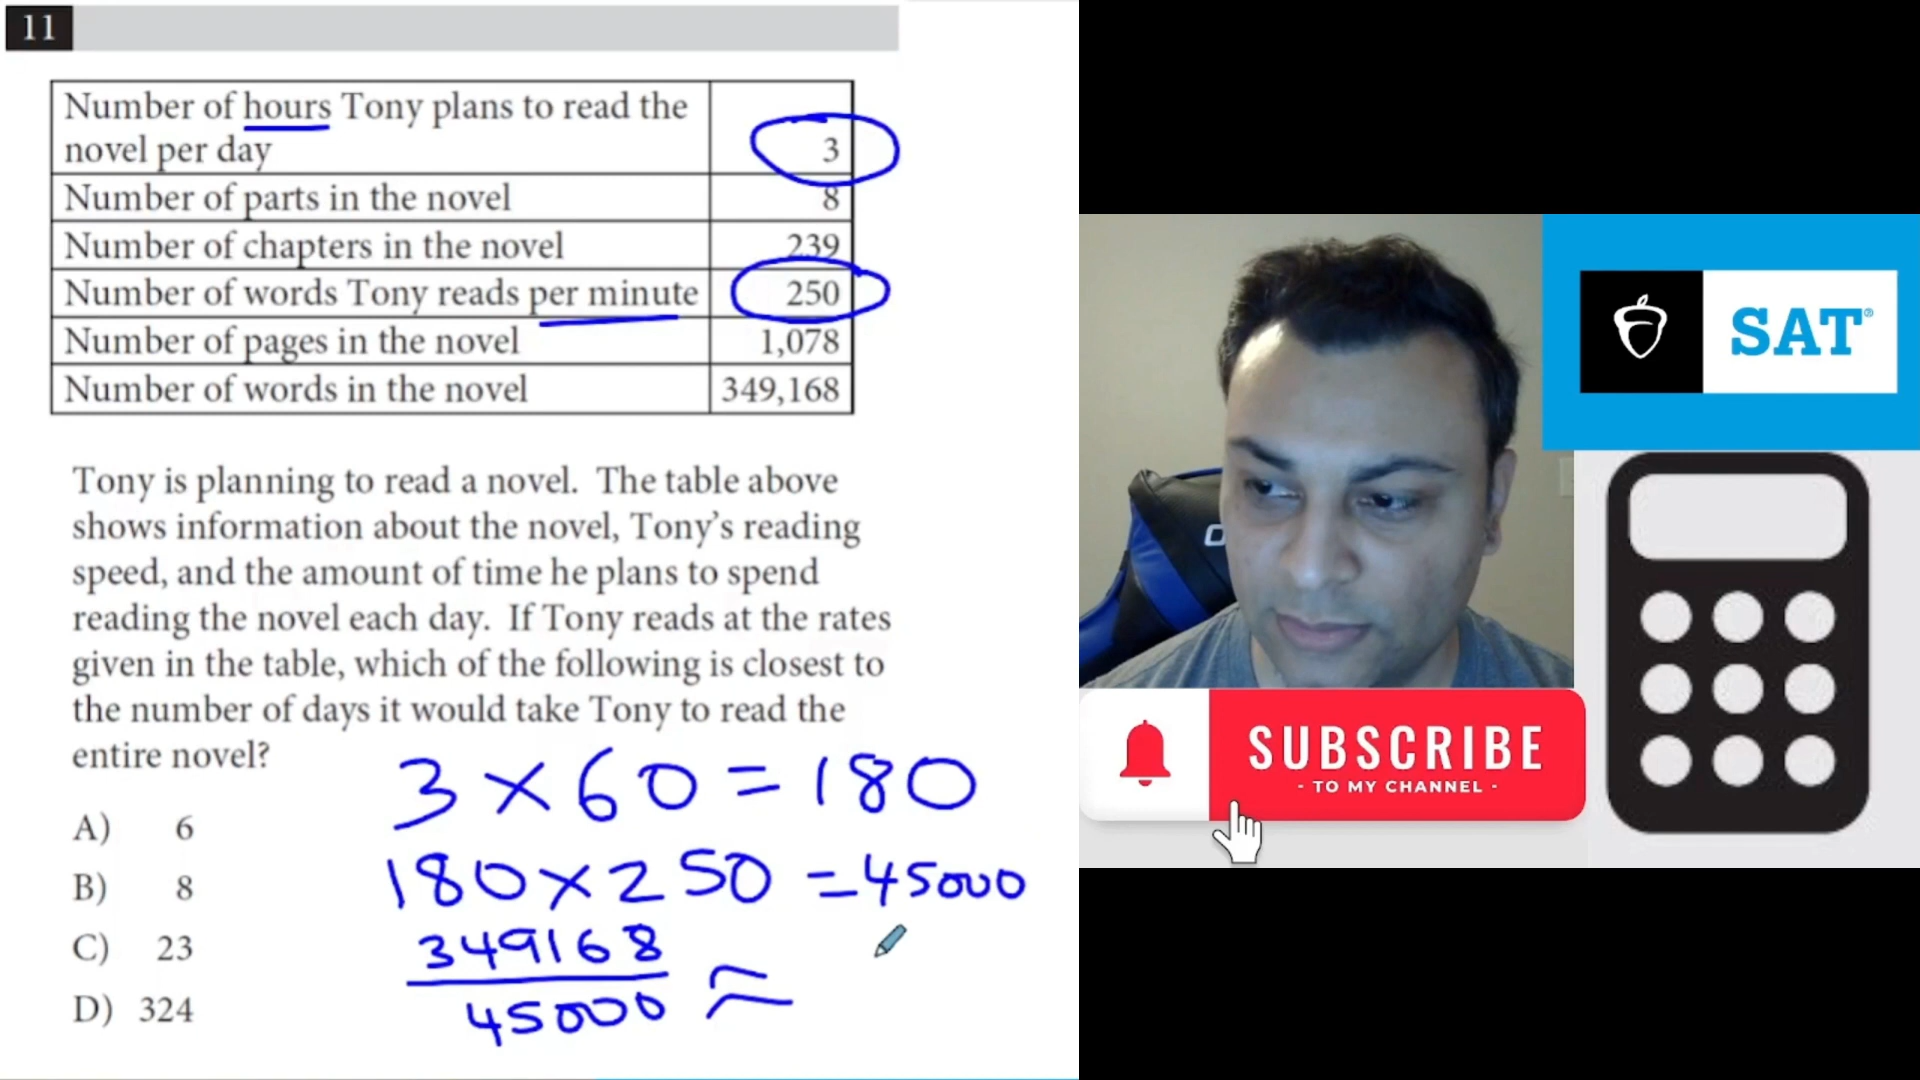 11
Number of hours Tony plans to read the
novel per day 3
Number of parts in the novel 8
Number of chapters in the novel 239
Number of words Tony reads per minute 250
Number of pages in the novel 1,078
Number of words in the novel 349,168
Tony is planning to read a novel. The table above
shows information about the novel, Tony's reading
speed, and the amount of time he plans to spend
reading the novel each day. If Tony reads at the rates
given in the table, which of the following is closest to
the number of days it would take Tony to read the
entire novel?
A) 6
B) 8
C) 23
D) 324
3 × 60 = 180
180 × 250 = 45000
349168
45000 ≈
SAT®
SUBSCRIBE
- TO MY CHANNEL -